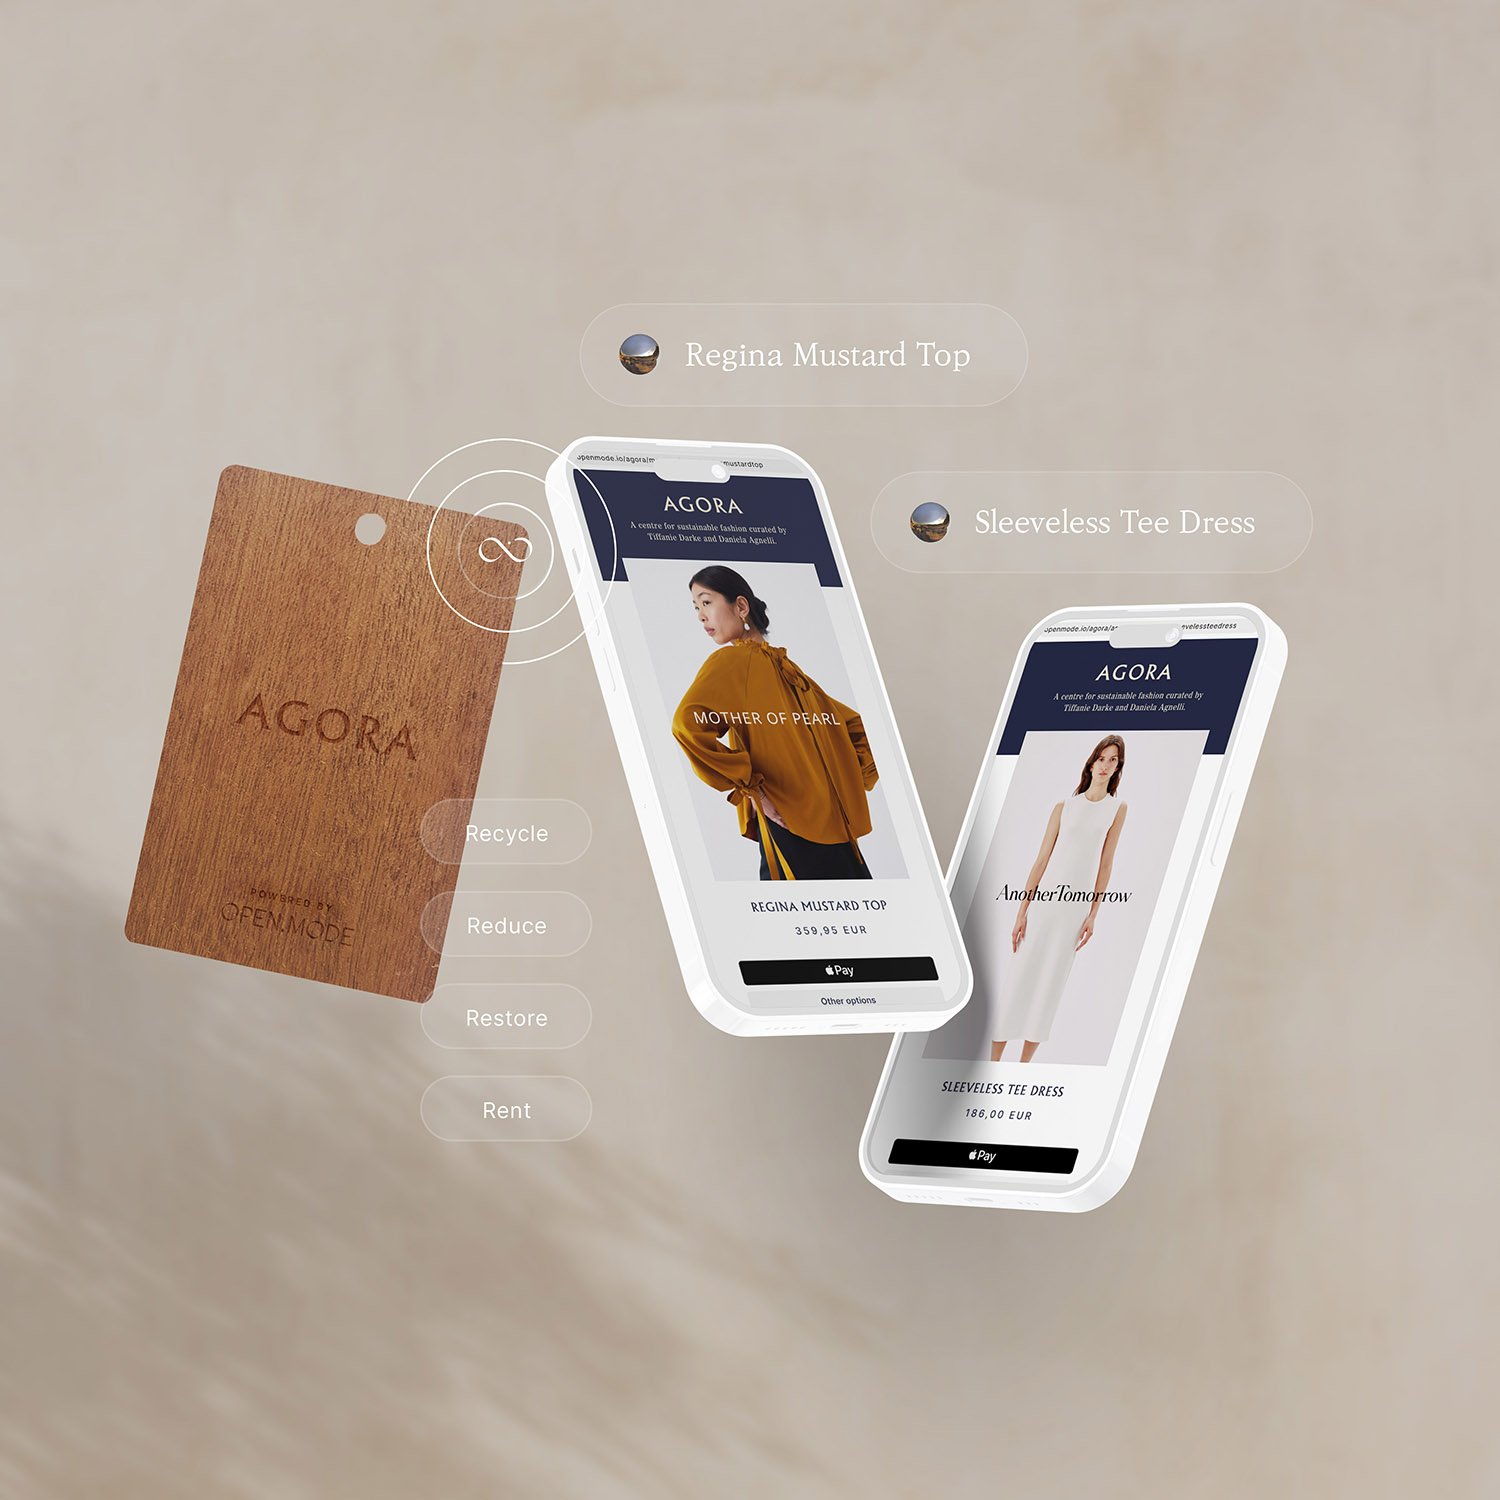 Regina Mustard Top
Sleeveless Tee Dress
AGORA
POWERED BY
OPEN.MODE
Recycle
Reduce
Restore
Rent
openmode.io/agora/m
mustardtop
AGORA
A centre for sustainable fashion curated by
Tiffanie Darke and Daniela Agnelli.
MOTHER OF PEARL
REGINA MUSTARD TOP
359,95 EUR
Pay
Other options
openmode.io/agora/a
evelessteedress
AGORA
A centre for sustainable fashion curated by
Tiffanie Darke and Daniela Agnelli.
AnotherTomorrow
SLEEVELESS TEE DRESS
186,00 EUR
Pay